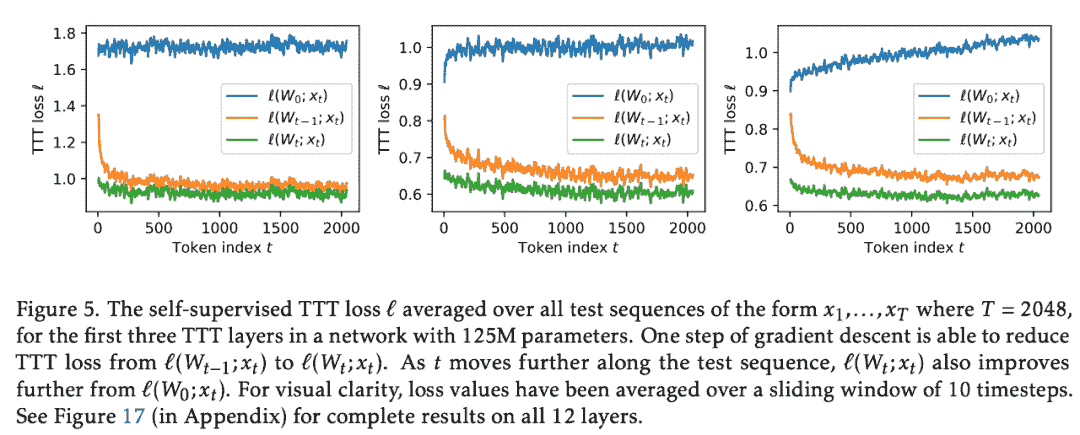 1.8
1.6
1.4
1.2
1.0
TTT loss ℓ
ℓ(W₀; xₜ)
ℓ(Wₜ₋₁; xₜ)
ℓ(Wₜ; xₜ)
0 500 1000 1500 2000
Token index t
1.0
0.9
0.8
0.7
0.6
TTT loss ℓ
ℓ(W₀; xₜ)
ℓ(Wₜ₋₁; xₜ)
ℓ(Wₜ; xₜ)
0 500 1000 1500 2000
Token index t
1.0
0.9
0.8
0.7
0.6
TTT loss ℓ
ℓ(W₀; xₜ)
ℓ(Wₜ₋₁; xₜ)
ℓ(Wₜ; xₜ)
0 500 1000 1500 2000
Token index t
Figure 5. The self-supervised TTT loss ℓ averaged over all test sequences of the form x₁,...,x_T where T = 2048,
for the first three TTT layers in a network with 125M parameters. One step of gradient descent is able to reduce
TTT loss from ℓ(Wₜ₋₁;xₜ) to ℓ(Wₜ;xₜ). As t moves further along the test sequence, ℓ(Wₜ;xₜ) also improves
further from ℓ(W₀;xₜ). For visual clarity, loss values have been averaged over a sliding window of 10 timesteps.
See Figure 17 (in Appendix) for complete results on all 12 layers.